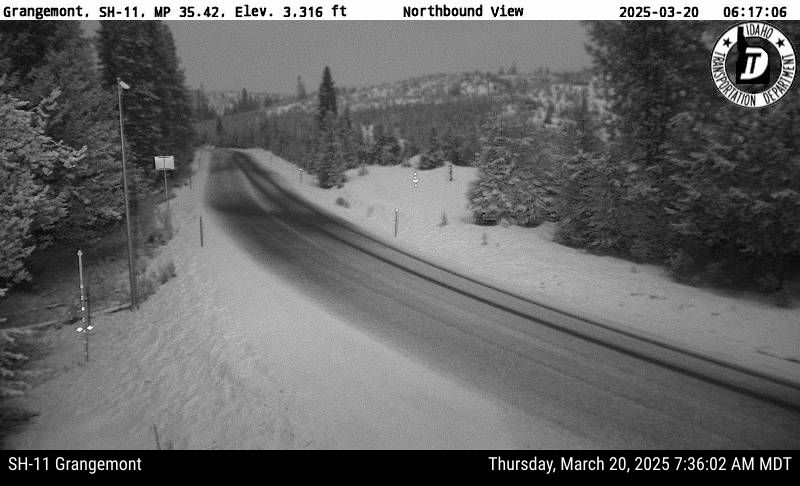 Grangemont, SH-11, MP 35.42, Elev. 3,316 ft Northbound View 2025-03-20 06:17:06
IDAHO
TRANSPORTATION DEPARTMENT
SH-11 Grangemont Thursday, March 20, 2025 7:36:02 AM MDT